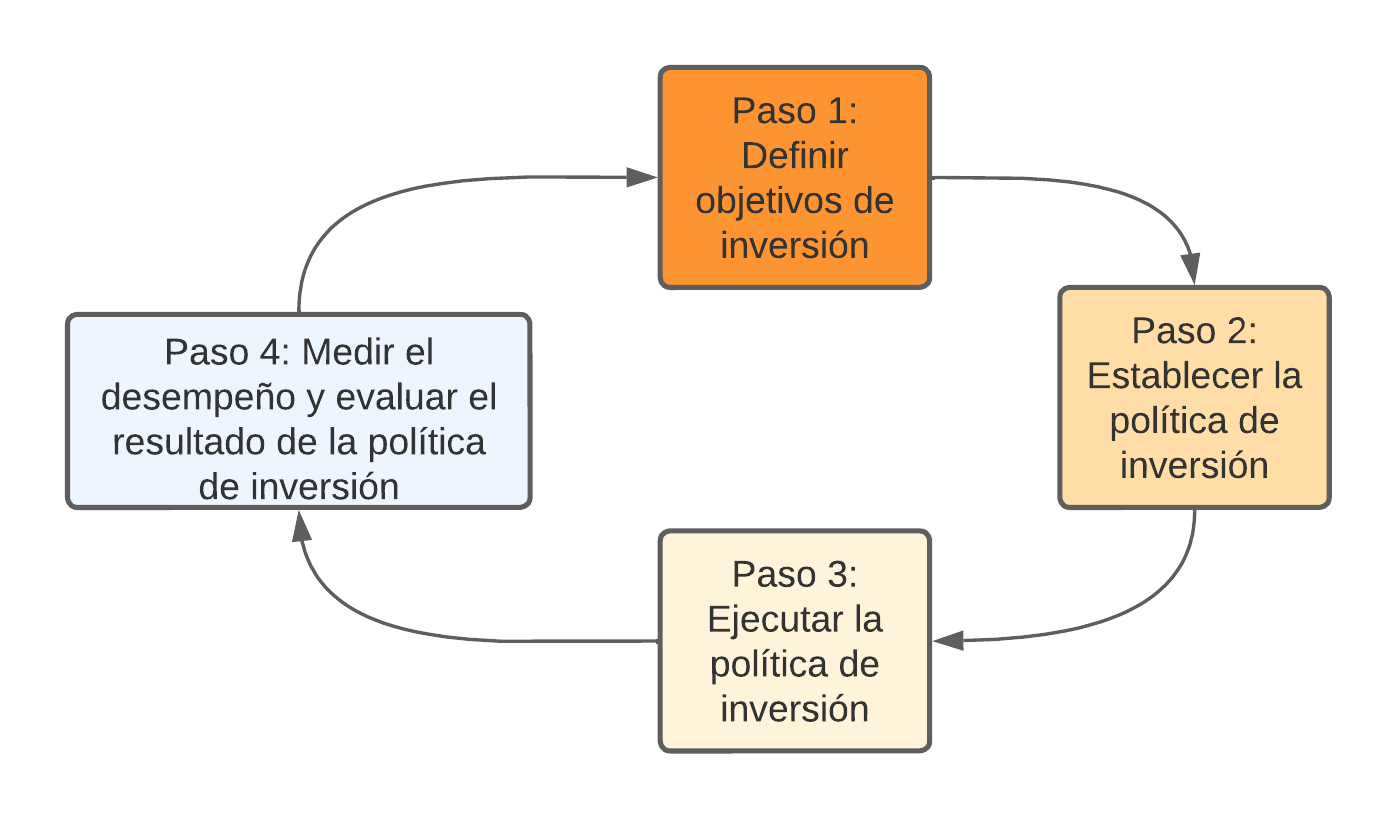 Paso 1:
Definir
objetivos de
inversión
Paso 2:
Establecer la
política de
inversión
Paso 3:
Ejecutar la
política de
inversión
Paso 4: Medir el
desempeño y evaluar el
resultado de la política
de inversión